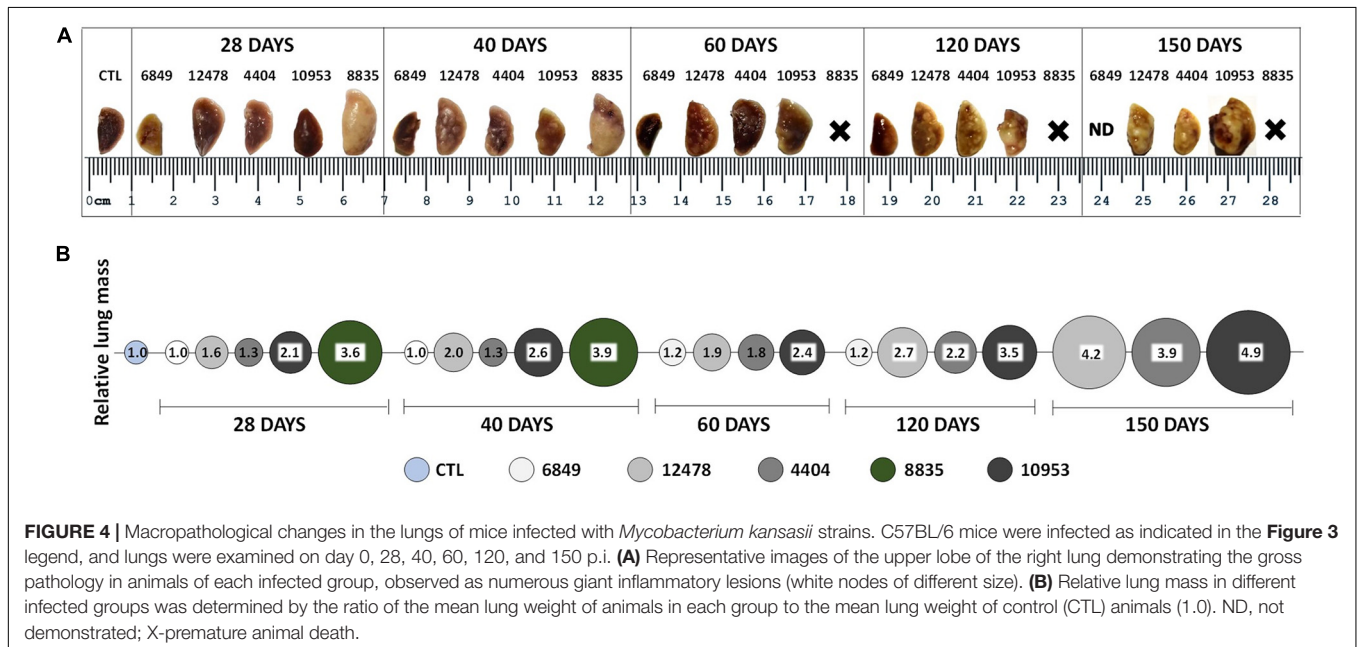 A
28 DAYS 40 DAYS 60 DAYS 120 DAYS 150 DAYS
CTL 6849 12478 4404 10953 8835 6849 12478 4404 10953 8835 6849 12478 4404 10953 8835 6849 12478 4404 10953 8835 6849 12478 4404 10953 8835
ND
0cm 1 2 3 4 5 6 7 8 9 10 11 12 13 14 15 16 17 18 19 20 21 22 23 24 25 26 27 28
B
Relative lung mass
1.0 1.0 1.6 1.3 2.1 3.6 1.0 2.0 1.3 2.6 3.9 1.2 1.9 1.8 2.4 1.2 2.7 2.2 3.5 4.2 3.9 4.9
28 DAYS 40 DAYS 60 DAYS 120 DAYS 150 DAYS
CTL 6849 12478 4404 8835 10953
FIGURE 4 | Macropathological changes in the lungs of mice infected with Mycobacterium kansasii strains. C57BL/6 mice were infected as indicated in the Figure 3
legend, and lungs were examined on day 0, 28, 40, 60, 120, and 150 p.i. (A) Representative images of the upper lobe of the right lung demonstrating the gross
pathology in animals of each infected group, observed as numerous giant inflammatory lesions (white nodes of different size). (B) Relative lung mass in different
infected groups was determined by the ratio of the mean lung weight of animals in each group to the mean lung weight of control (CTL) animals (1.0). ND, not
demonstrated; X-premature animal death.